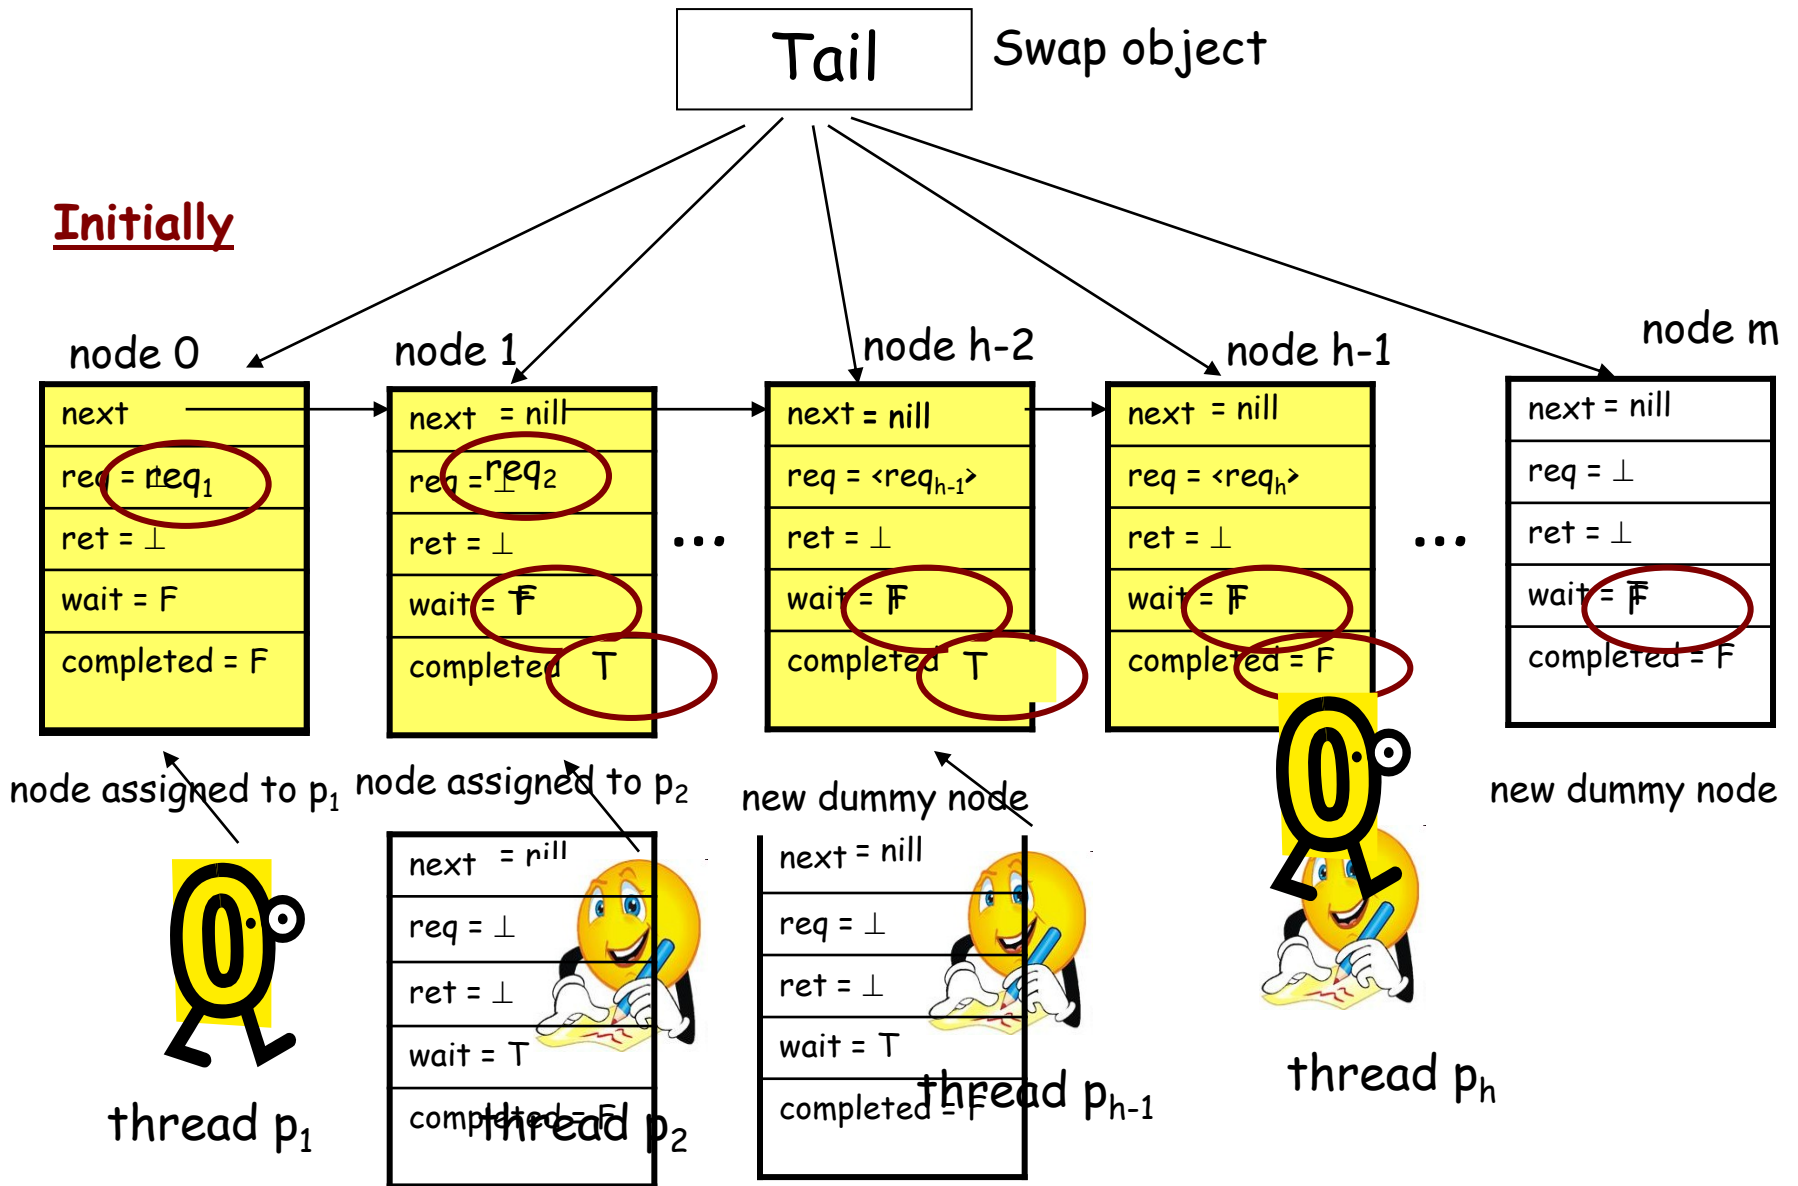 Tail
Swap object
Initially
node 0
next
req = ⊥ req₁
ret = ⊥
wait = F
completed = F
node assigned to p₁
thread p₁
node 1
next = nill
req = ⊥ req₂
ret = ⊥
wait = T F
completed T
node assigned to p₂
next = nill
req = ⊥
ret = ⊥
wait = T
completed = F
thread p₂
...
node h-2
next = nill
req = <reqₕ₋₁>
ret = ⊥
wait = T F
completed T
new dummy node
next = nill
req = ⊥
ret = ⊥
wait = T
completed = F
thread pₕ₋₁
node h-1
next = nill
req = <reqₕ>
ret = ⊥
wait = T F
completed = F
thread pₕ
...
node m
next = nill
req = ⊥
ret = ⊥
wait = T F
completed = F
new dummy node